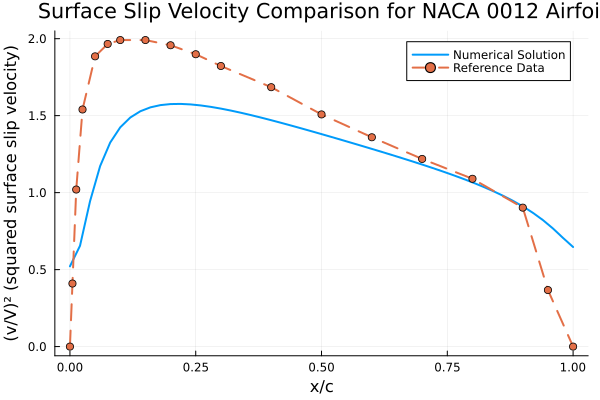 Surface Slip Velocity Comparison for NACA 0012 Airfoi
(v/V)² (squared surface slip velocity)
2.0
1.5
1.0
0.5
0.0
Numerical Solution
Reference Data
0.00
0.25
0.50
0.75
1.00
x/c